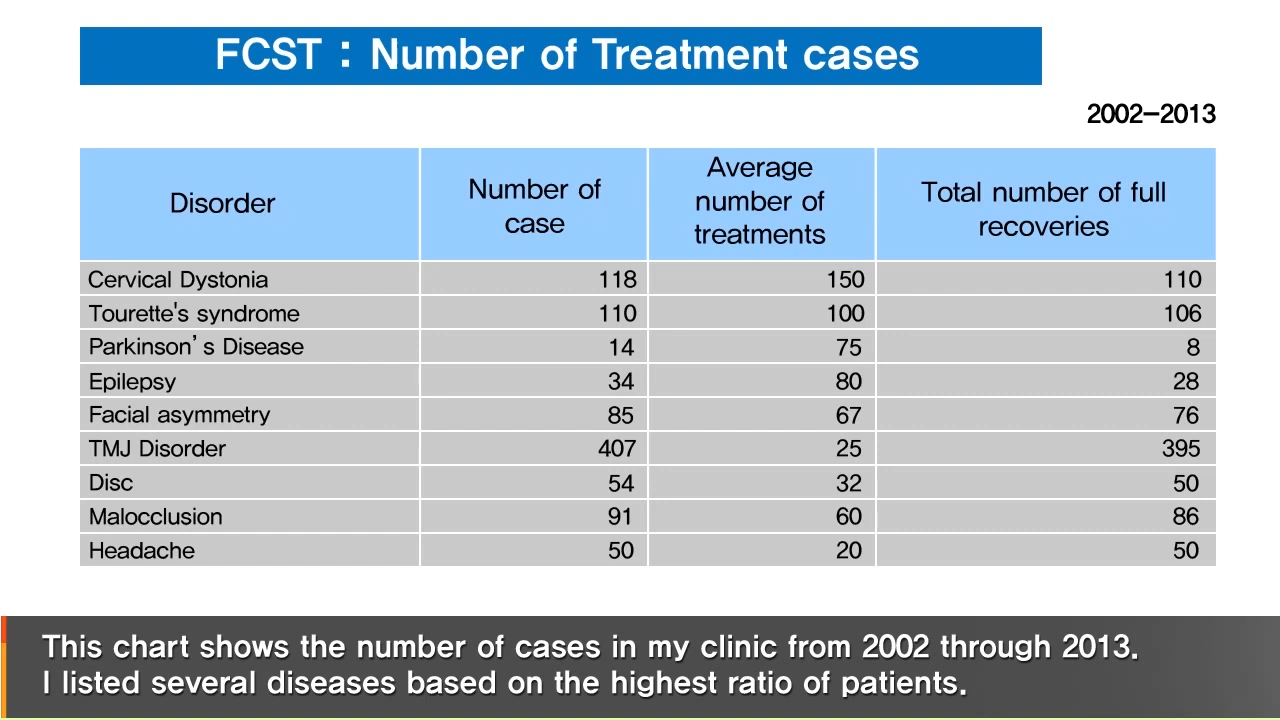 FCST : Number of Treatment cases
2002-2013
Disorder
Number of
case
Average
number of
treatments
Total number of full
recoveries
Cervical Dystonia 118 150 110
Tourette's syndrome 110 100 106
Parkinson's Disease 14 75 8
Epilepsy 34 80 28
Facial asymmetry 85 67 76
TMJ Disorder 407 25 395
Disc 54 32 50
Malocclusion 91 60 86
Headache 50 20 50
This chart shows the number of cases in my clinic from 2002 through 2013.
I listed several diseases based on the highest ratio of patients.